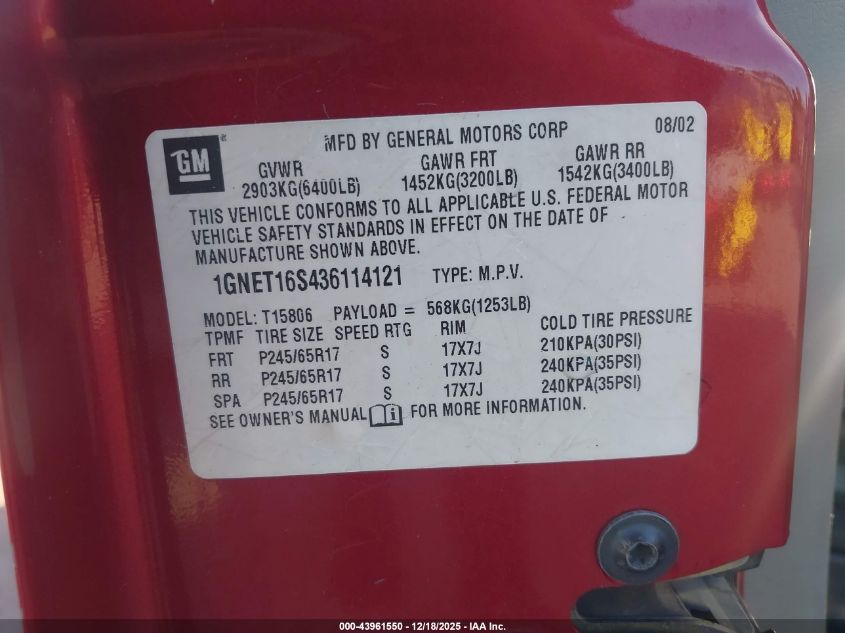 GM® MFD BY GENERAL MOTORS CORP 08/02
GVWR GAWR FRT GAWR RR
2903KG(6400LB) 1452KG(3200LB) 1542KG(3400LB)
THIS VEHICLE CONFORMS TO ALL APPLICABLE U.S. FEDERAL MOTOR
VEHICLE SAFETY STANDARDS IN EFFECT ON THE DATE OF
MANUFACTURE SHOWN ABOVE.
1GNET16S436114121 TYPE: M.P.V.
MODEL: T15806 PAYLOAD = 568KG(1253LB)
TPMF TIRE SIZE SPEED RTG RIM COLD TIRE PRESSURE
FRT P245/65R17 S 17X7J 210KPA(30PSI)
RR P245/65R17 S 17X7J 240KPA(35PSI)
SPA P245/65R17 S 17X7J 240KPA(35PSI)
SEE OWNER'S MANUAL i FOR MORE INFORMATION.
000-43961550 - 12/18/2025 - IAA Inc.